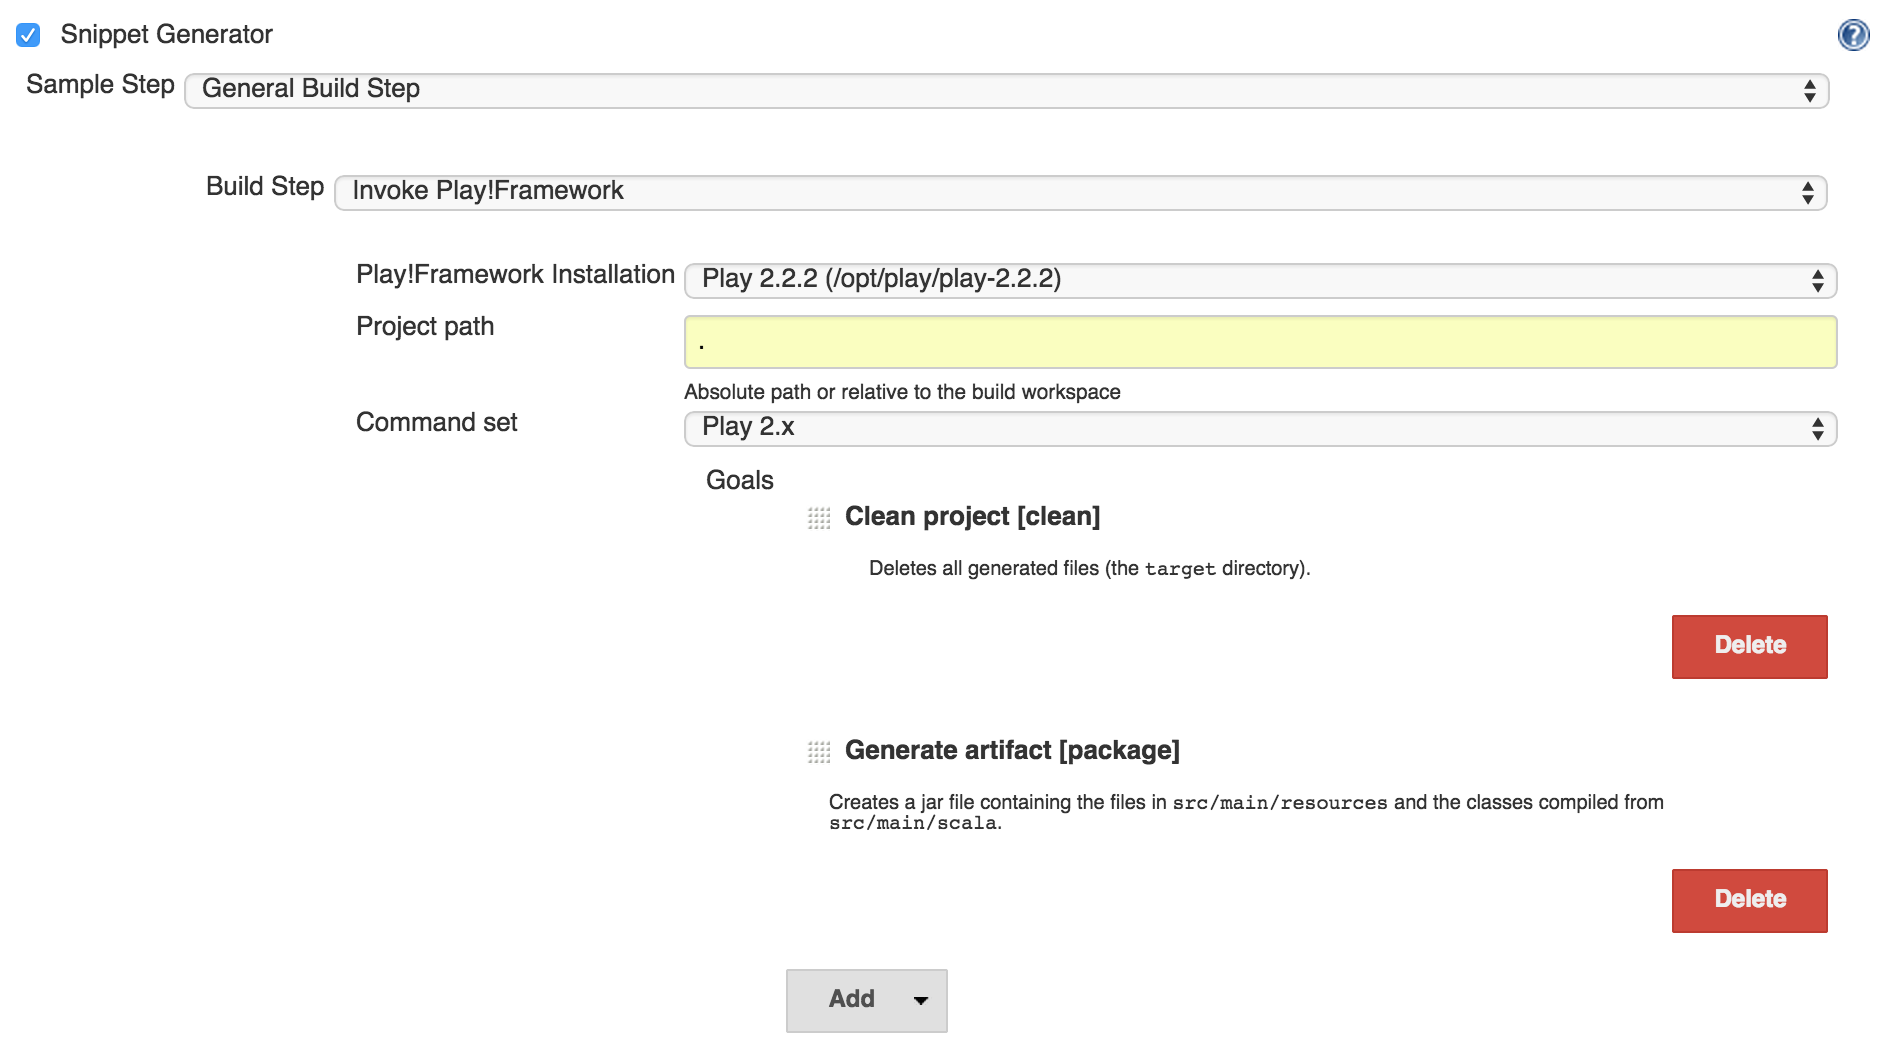 Snippet Generator
?
Sample Step General Build Step
Build Step Invoke Play!Framework
Play!Framework Installation Play 2.2.2 (/opt/play/play-2.2.2)
Project path .
Absolute path or relative to the build workspace
Command set Play 2.x
Goals
Clean project [clean]
Deletes all generated files (the target directory).
Delete
Generate artifact [package]
Creates a jar file containing the files in src/main/resources and the classes compiled from
src/main/scala.
Delete
Add